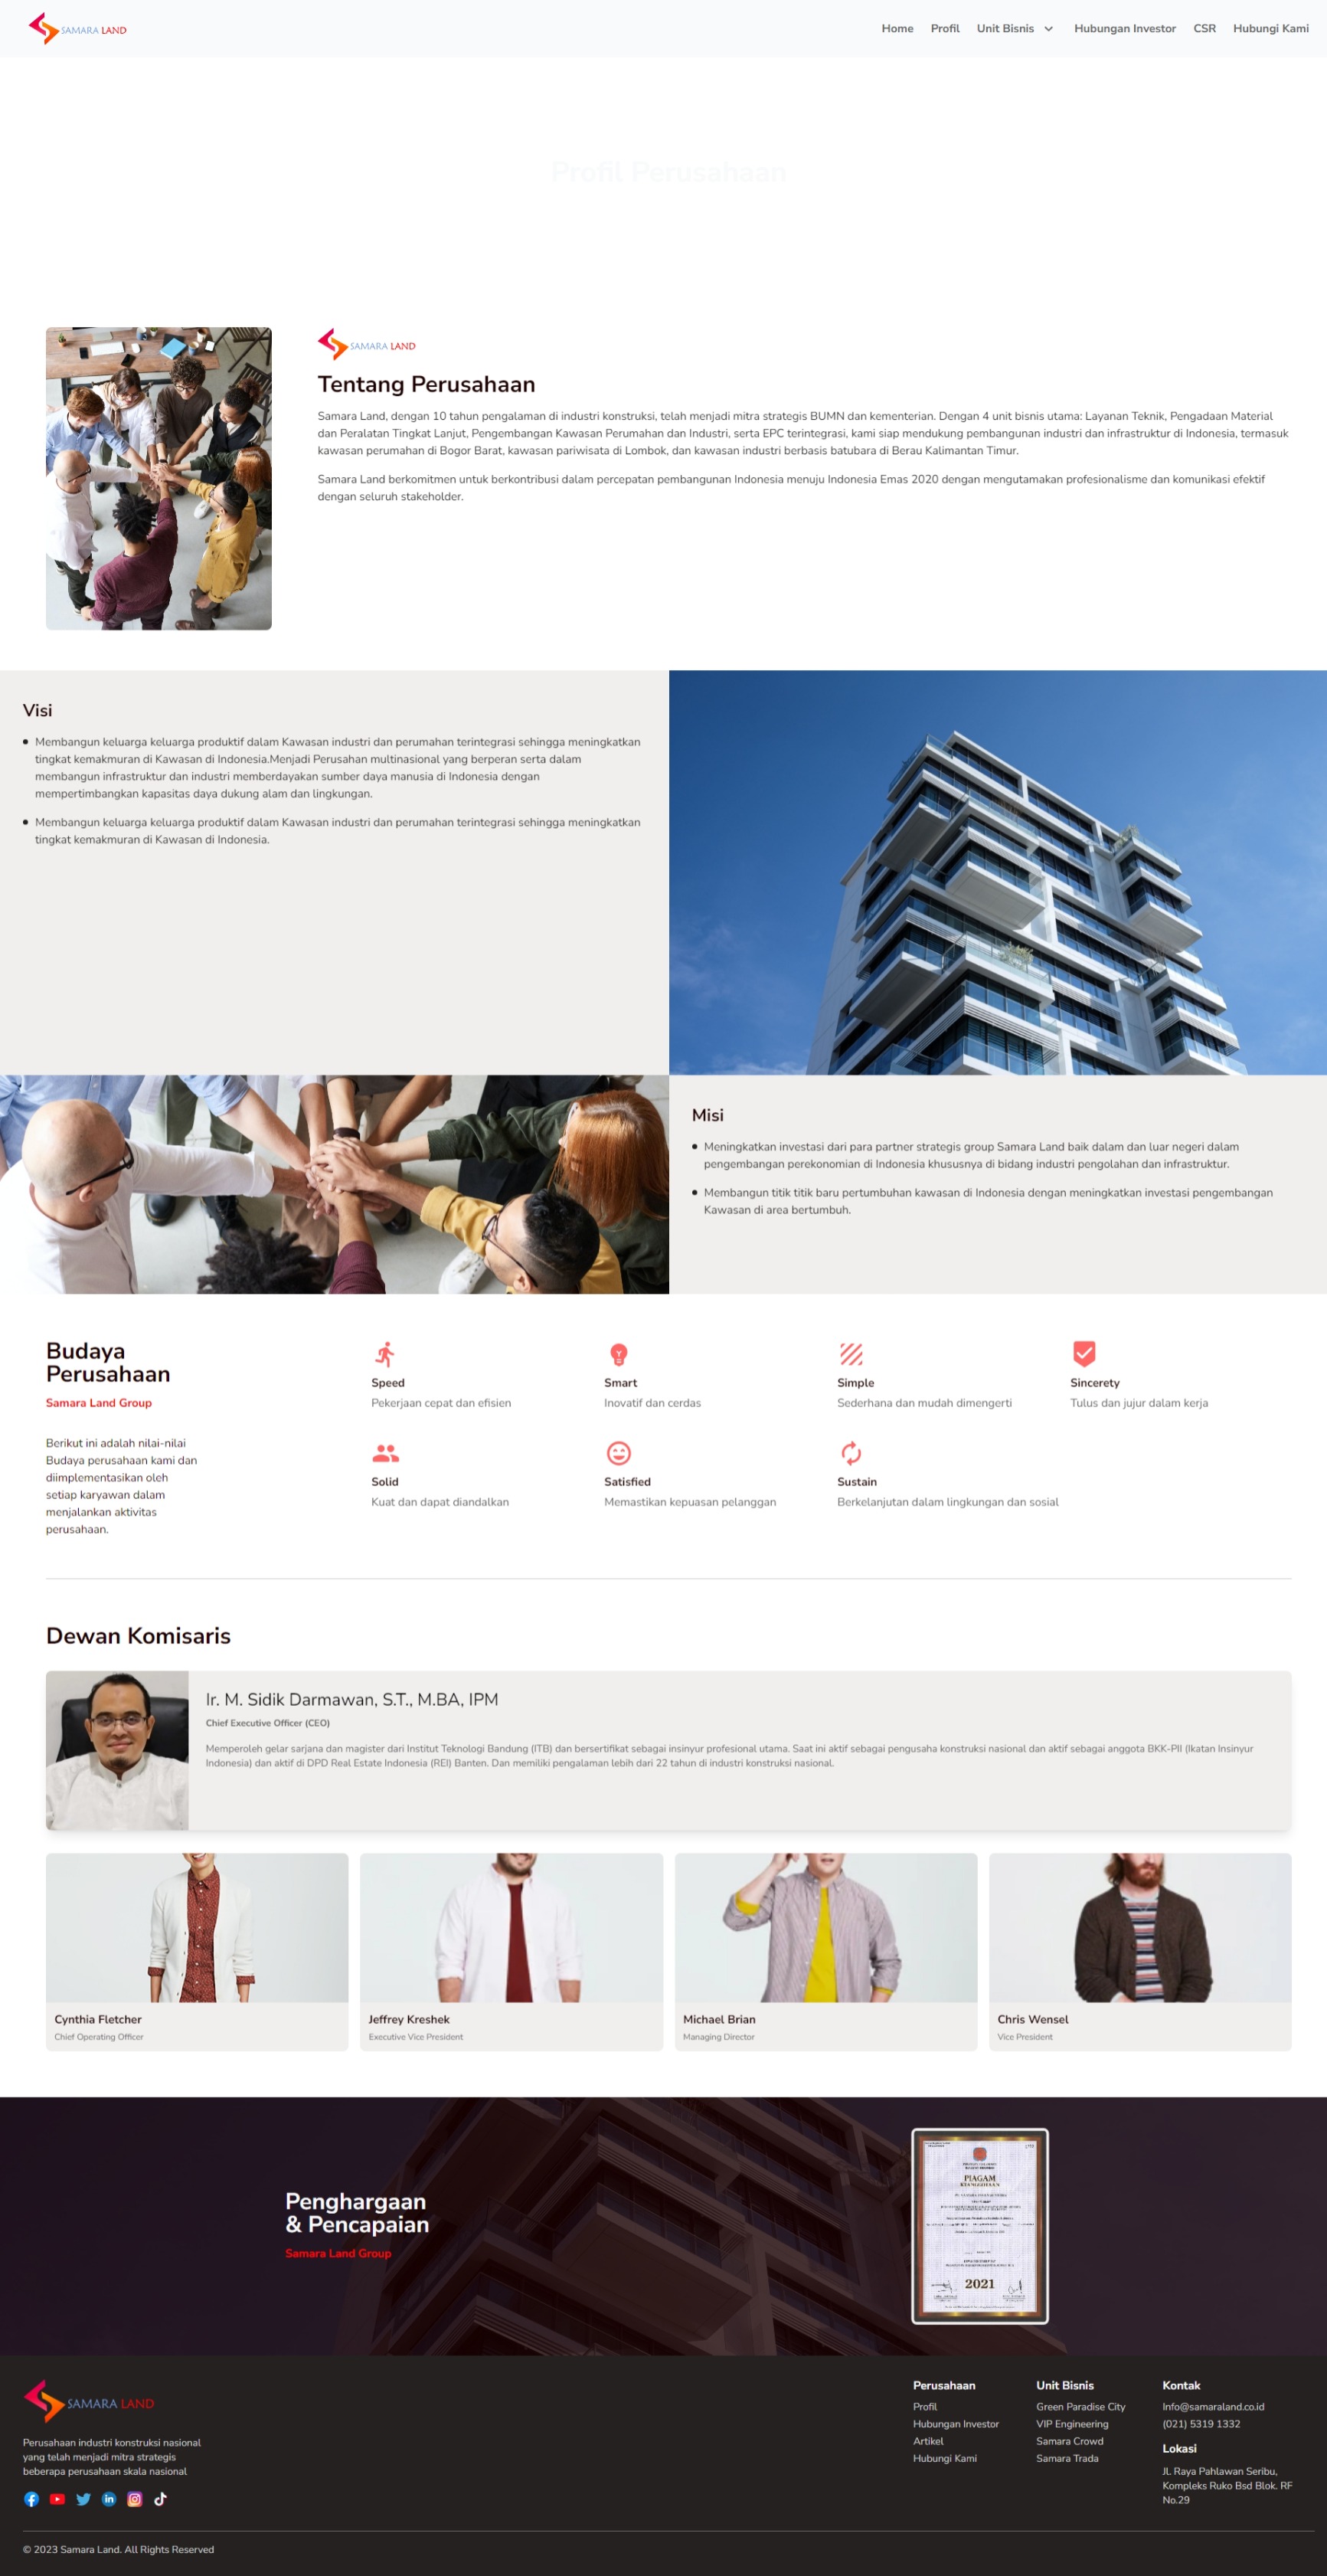 SAMARA LAND
Home Profil Unit Bisnis Hubungan Investor CSR Hubungi Kami
Profil Perusahaan
SAMARA LAND
Tentang Perusahaan
Samara Land, dengan 10 tahun pengalaman di industri konstruksi, telah menjadi mitra strategis BUMN dan kementerian. Dengan 4 unit bisnis utama: Layanan Teknik, Pengadaan Material
dan Peralatan Tingkat Lanjut, Pengembangan Kawasan Perumahan dan Industri, serta EPC terintegrasi, kami siap mendukung pembangunan industri dan infrastruktur di Indonesia, termasuk
kawasan perumahan di Bogor Barat, kawasan pariwisata di Lombok, dan kawasan industri berbasis batubara di Berau Kalimantan Timur.
Samara Land berkomitmen untuk berkontribusi dalam percepatan pembangunan Indonesia menuju Indonesia Emas 2020 dengan mengutamakan profesionalisme dan komunikasi efektif
dengan seluruh stakeholder.
Visi
Membangun keluarga keluarga produktif dalam Kawasan industri dan perumahan terintegrasi sehingga meningkatkan
tingkat kemakmuran di Kawasan di Indonesia.Menjadi Perusahan multinasional yang berperan serta dalam
membangun infrastruktur dan industri memberdayakan sumber daya manusia di Indonesia dengan
mempertimbangkan kapasitas daya dukung alam dan lingkungan.
Membangun keluarga keluarga produktif dalam Kawasan industri dan perumahan terintegrasi sehingga meningkatkan
tingkat kemakmuran di Kawasan di Indonesia.
Misi
Meningkatkan investasi dari para partner strategis group Samara Land baik dalam dan luar negeri dalam
pengembangan perekonomian di Indonesia khususnya di bidang industri pengolahan dan infrastruktur.
Membangun titik titik baru pertumbuhan kawasan di Indonesia dengan meningkatkan investasi pengembangan
Kawasan di area bertumbuh.
Budaya
Perusahaan
Samara Land Group
Berikut ini adalah nilai-nilai
Budaya perusahaan kami dan
diimplementasikan oleh
setiap karyawan dalam
menjalankan aktivitas
perusahaan.
Speed
Pekerjaan cepat dan efisien
Smart
Inovatif dan cerdas
Simple
Sederhana dan mudah dimengerti
Sincerety
Tulus dan jujur dalam kerja
Solid
Kuat dan dapat diandalkan
Satisfied
Memastikan kepuasan pelanggan
Sustain
Berkelanjutan dalam lingkungan dan sosial
Dewan Komisaris
Ir. M. Sidik Darmawan, S.T., M.BA, IPM
Chief Executive Officer (CEO)
Memperoleh gelar sarjana dan magister dari Institut Teknologi Bandung (ITB) dan bersertifikat sebagai insinyur profesional utama. Saat ini aktif sebagai pengusaha konstruksi nasional dan aktif sebagai anggota BKK-PII (Ikatan Insinyur
Indonesia) dan aktif di DPD Real Estate Indonesia (REI) Banten. Dan memiliki pengalaman lebih dari 22 tahun di industri konstruksi nasional.
Cynthia Fletcher
Chief Operating Officer
Jeffrey Kreshek
Executive Vice President
Michael Brian
Managing Director
Chris Wensel
Vice President
Penghargaan
& Pencapaian
Samara Land Group
PIAGAM
2021
SAMARA LAND
Perusahaan industri konstruksi nasional
yang telah menjadi mitra strategis
beberapa perusahaan skala nasional
Perusahaan
Profil
Hubungan Investor
Artikel
Hubungi Kami
Unit Bisnis
Green Paradise City
VIP Engineering
Samara Crowd
Samara Trada
Kontak
Info@samaraland.co.id
(021) 5319 1332
Lokasi
Jl. Raya Pahlawan Seribu,
Kompleks Ruko Bsd Blok. RF
No.29
© 2023 Samara Land. All Rights Reserved